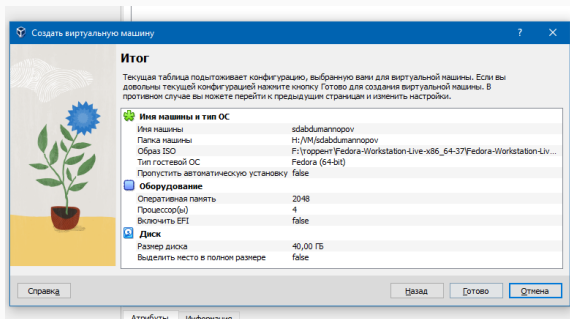 Создать виртуальную машину
Итог
Текущая таблица подытоживает конфигурацию, выбранную вами для виртуальной машины. Если вы
довольны текущей конфигурацией нажмите кнопку Готово для создания виртуальной машины. В
противном случае вы можете перейти к предыдущим страницам и изменить настройки.
Имя машины и тип ОС
Имя машины sdabdumannopov
Папка машины H:/VM/sdabdumannopov
Образ ISO F:\торрент\Fedora-Workstation-Live-x86_64-37\Fedora-Workstation-Liv...
Тип гостевой ОС Fedora (64-bit)
Пропустить автоматическую установку false
Оборудование
Оперативная память 2048
Процессор(ы) 4
Включить EFI false
Диск
Размер диска 40,00 ГБ
Выделить место в полном размере false
Справка Назад Готово Отмена
Атрибуты Информация